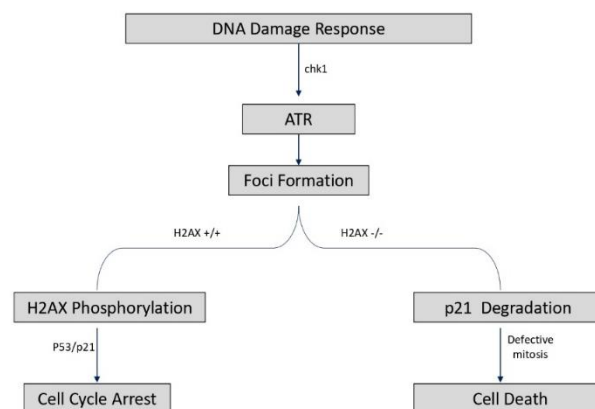 DNA Damage Response
chk1
ATR
Foci Formation
H2AX +/+
H2AX -/-
H2AX Phosphorylation
p21 Degradation
P53/p21
Defective
mitosis
Cell Cycle Arrest
Cell Death